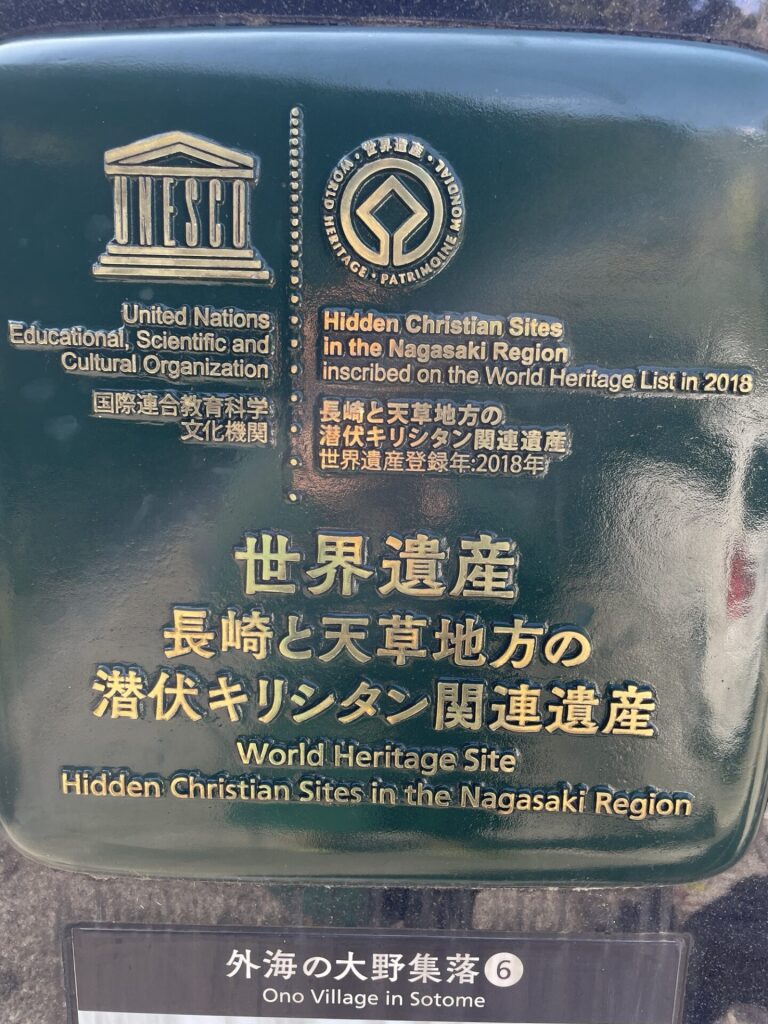 UNESCO
United Nations
Educational, Scientific and
Cultural Organization
国際連合教育科学
文化機関
世界遺産 • WORLD HERITAGE • PATRIMOINE MONDIAL •
Hidden Christian Sites
in the Nagasaki Region
inscribed on the World Heritage List in 2018
長崎と天草地方の
潜伏キリシタン関連遺産
世界遺産登録年:2018年
世界遺産
長崎と天草地方の
潜伏キリシタン関連遺産
World Heritage Site
Hidden Christian Sites in the Nagasaki Region
外海の大野集落❻
Ono Village in Sotome